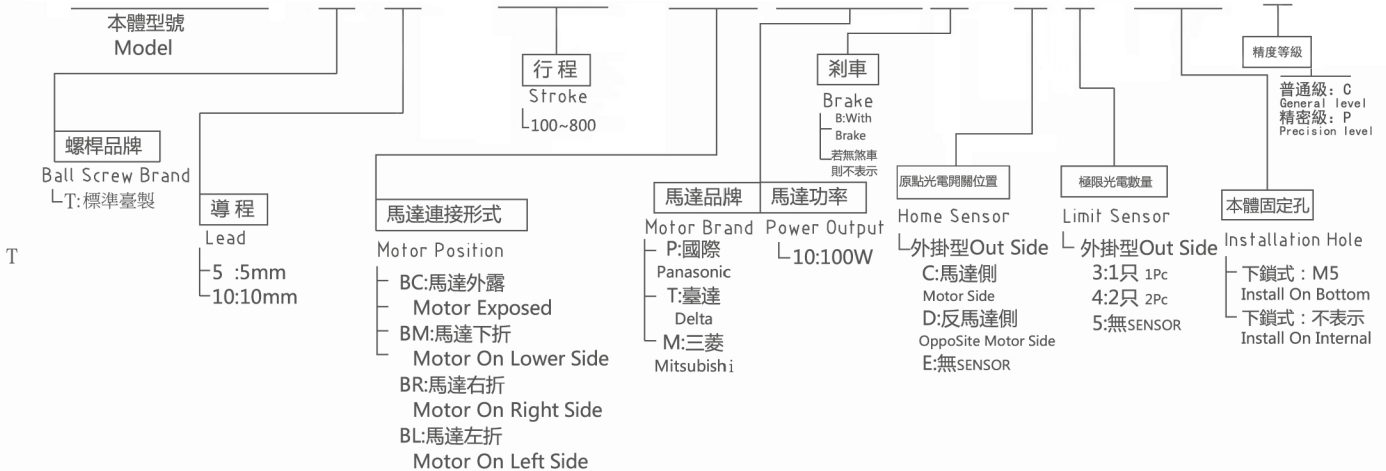 本體型號
Model
螺桿品牌
Ball Screw Brand
T:標準臺製
T
導 程
Lead
5 :5mm
10:10mm
行 程
Stroke
100~800
馬達連接形式
Motor Position
BC:馬達外露
Motor Exposed
BM:馬達下折
Motor On Lower Side
BR:馬達右折
Motor On Right Side
BL:馬達左折
Motor On Left Side
馬達品牌
Motor Brand
P:國際
Panasonic
T:臺達
Delta
M:三菱
Mitsubishi
馬達功率
Power Output
10:100W
剎車
Brake
B:With
Brake
若無煞車
則不表示
原點光電開關位置
Home Sensor
外掛型Out Side
C:馬達側
Motor Side
D:反馬達側
OppoSite Motor Side
E:無SENSOR
極限光電數量
Limit Sensor
外掛型Out Side
3:1只 1Pc
4:2只 2Pc
5:無SENSOR
本體固定孔
Installation Hole
下鎖式：M5
Install On Bottom
下鎖式：不表示
Install On Internal
精度等級
普通級：C
General level
精密級：P
Precision level